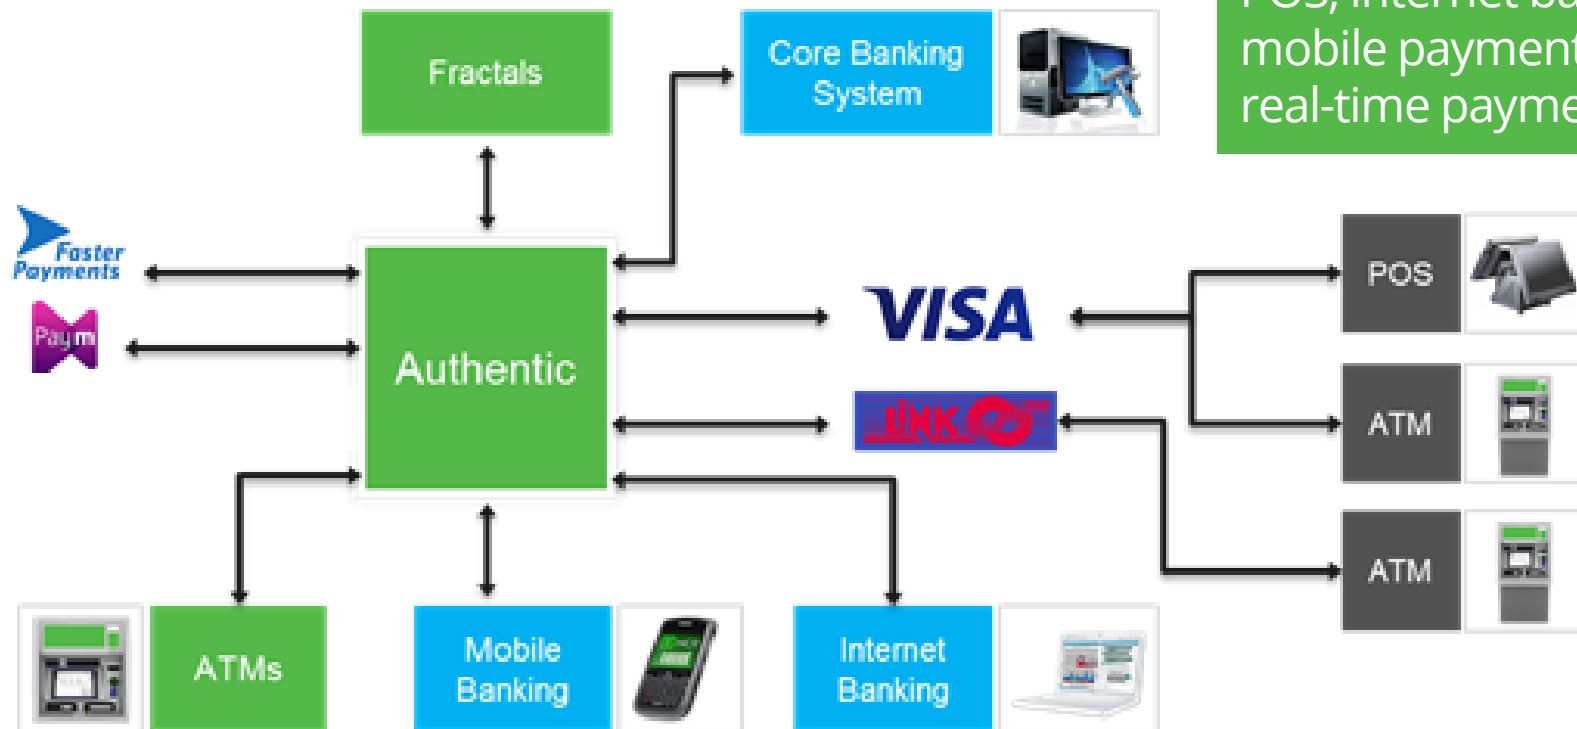 POS, internet ba
mobile payment
real-time payme
Fractals
Core Banking
System
Faster
Payments
Paym
Authentic
VISA
LINK
POS
ATM
ATM
ATMs
Mobile
Banking
Internet
Banking